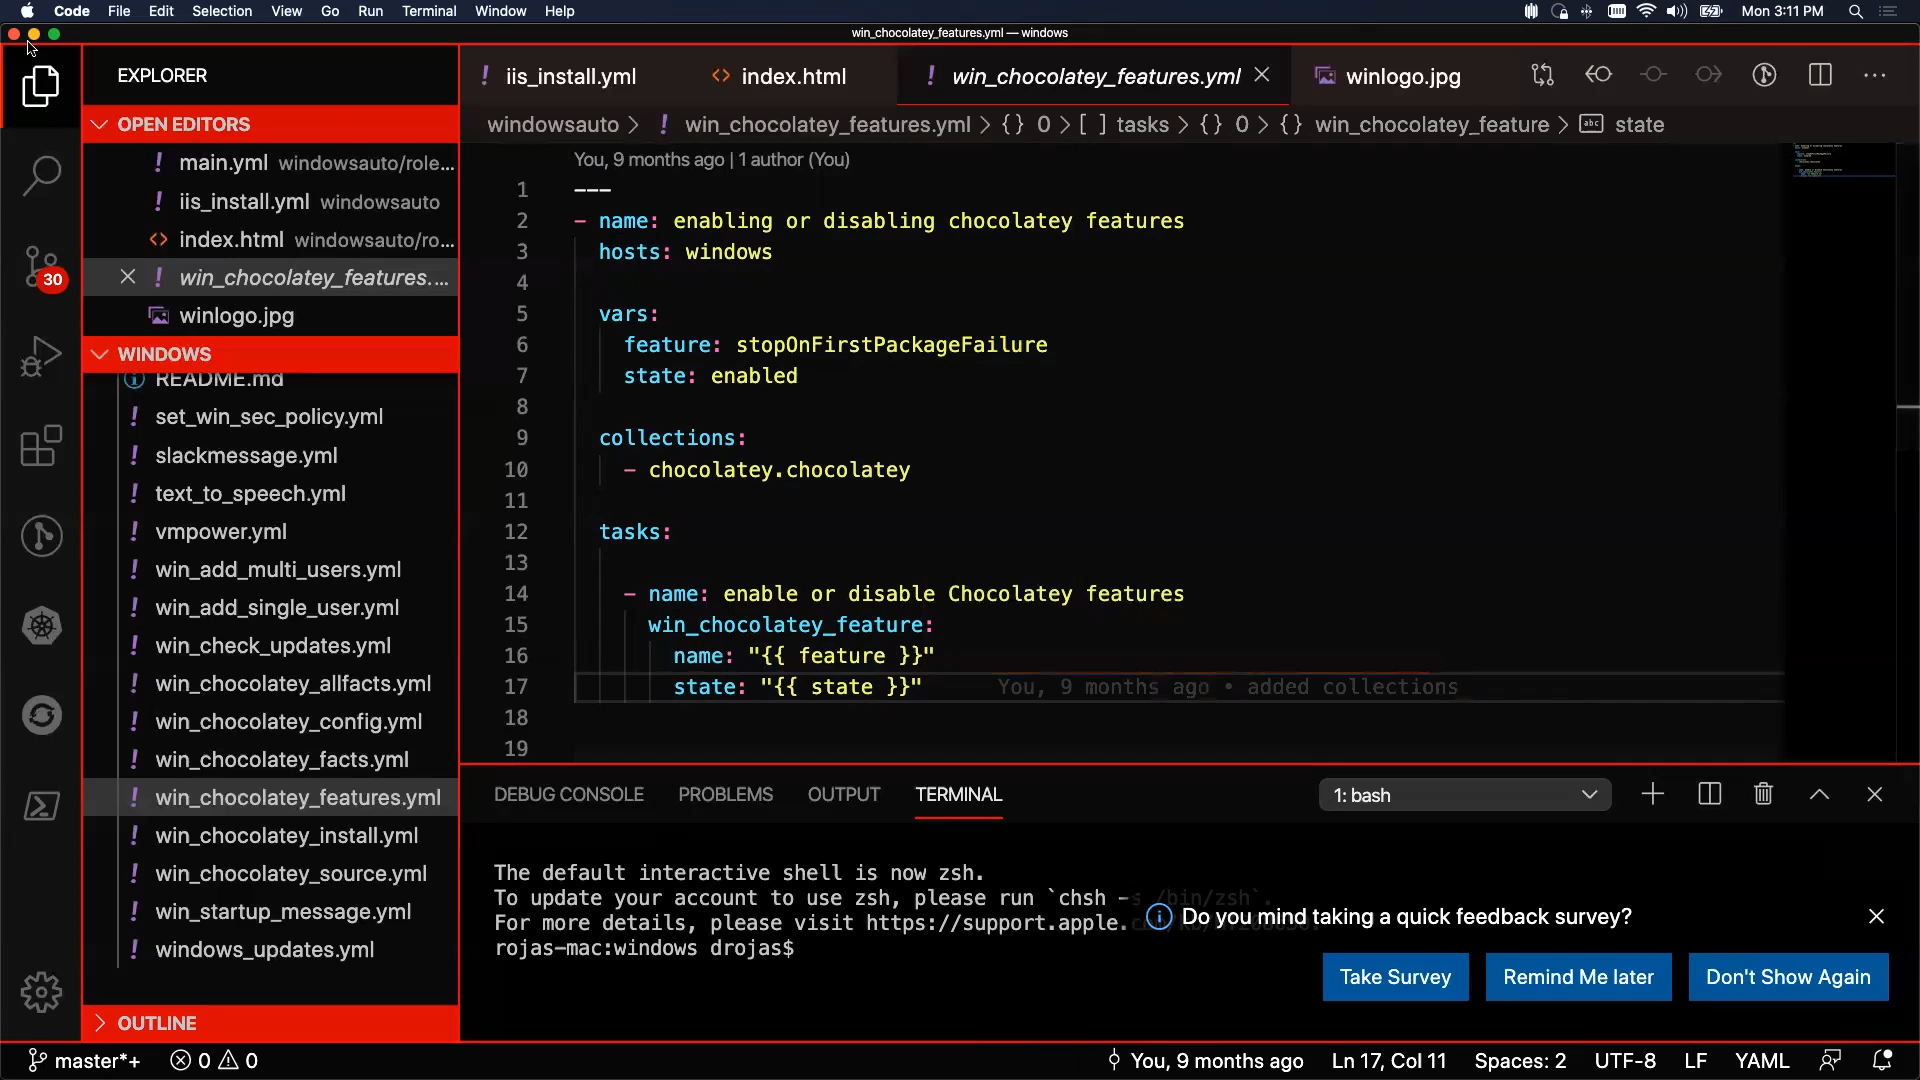 Code File Edit Selection View Go Run Terminal Window Help Mon 3:11 PM
win_chocolatey_features.yml — windows
EXPLORER
OPEN EDITORS
main.yml windowsauto/role...
iis_install.yml windowsauto
index.html windowsauto/ro...
win_chocolatey_features....
winlogo.jpg
WINDOWS
README.md
set_win_sec_policy.yml
slackmessage.yml
text_to_speech.yml
vmpower.yml
win_add_multi_users.yml
win_add_single_user.yml
win_check_updates.yml
win_chocolatey_allfacts.yml
win_chocolatey_config.yml
win_chocolatey_facts.yml
win_chocolatey_features.yml
win_chocolatey_install.yml
win_chocolatey_source.yml
win_startup_message.yml
windows_updates.yml
OUTLINE
30
! iis_install.yml <> index.html ! win_chocolatey_features.yml winlogo.jpg ...
windowsauto > ! win_chocolatey_features.yml > {} 0 > [ ] tasks > {} 0 > {} win_chocolatey_feature > abc state
You, 9 months ago | 1 author (You)
1 ---
2 - name: enabling or disabling chocolatey features
3 hosts: windows
4
5 vars:
6 feature: stopOnFirstPackageFailure
7 state: enabled
8
9 collections:
10 - chocolatey.chocolatey
11
12 tasks:
13
14 - name: enable or disable Chocolatey features
15 win_chocolatey_feature:
16 name: "{{ feature }}"
17 state: "{{ state }}" You, 9 months ago • added collections
18
19
DEBUG CONSOLE PROBLEMS OUTPUT TERMINAL 1: bash
The default interactive shell is now zsh.
To update your account to use zsh, please run `chsh -s /bin/zsh`.
For more details, please visit https://support.apple.
rojas-mac:windows drojas$
Do you mind taking a quick feedback survey?
Take Survey Remind Me later Don't Show Again
master*+ 0 0 You, 9 months ago Ln 17, Col 11 Spaces: 2 UTF-8 LF YAML